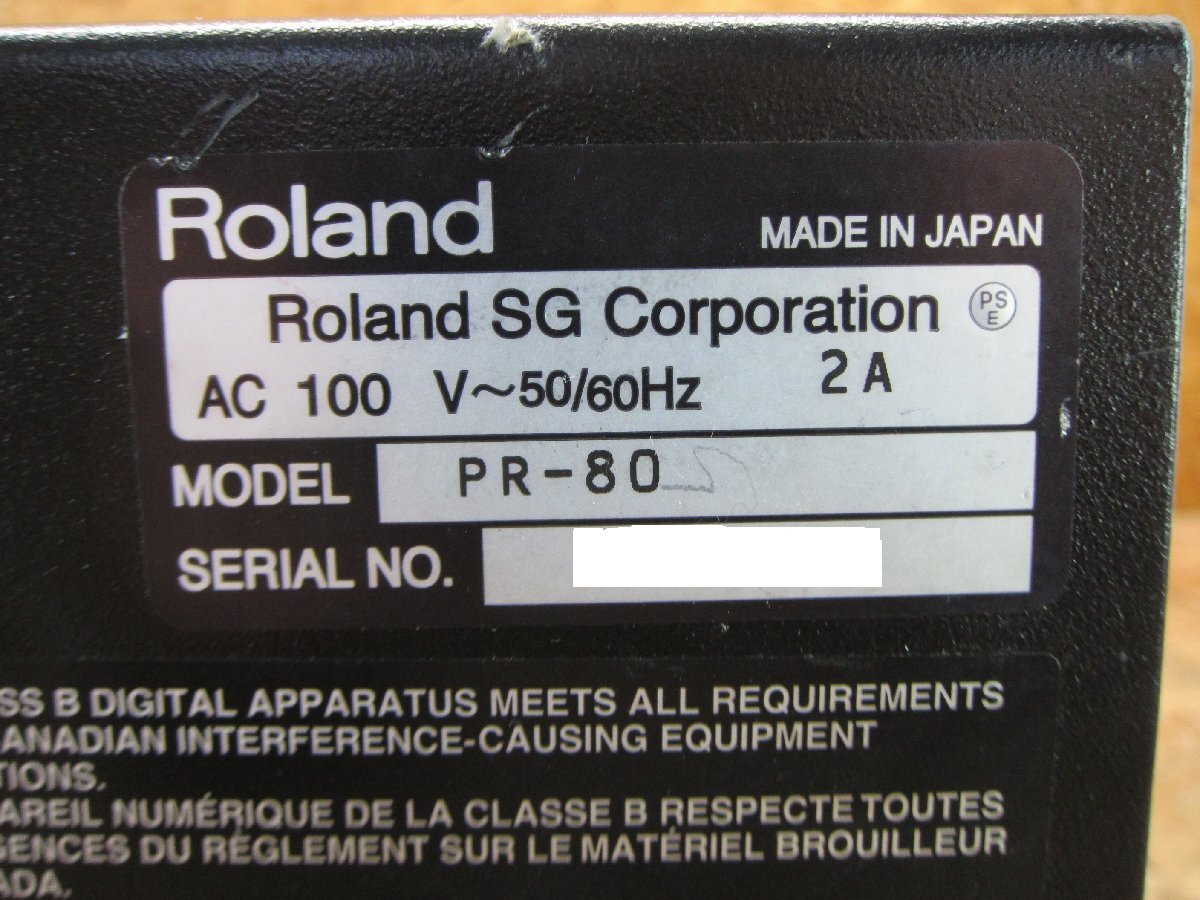 Roland
MADE IN JAPAN
Roland SG Corporation PS E
AC 100 V~50/60Hz 2A
MODEL PR-80
SERIAL NO.
SS B DIGITAL APPARATUS MEETS ALL REQUIREMENTS
ANADIAN INTERFERENCE-CAUSING EQUIPMENT
TIONS.
AREIL NUMÉRIQUE DE LA CLASSE B RESPECTE TOUTES
GENCES DU RÉGLEMENT SUR LE MATÉRIEL BROUILLEUR
ADA.